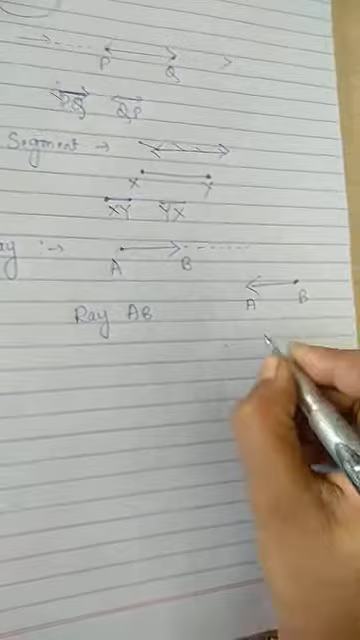 P Q
PQ QP
Segment →
X Y
XY YX
ay :→
A B
A B
Ray AB